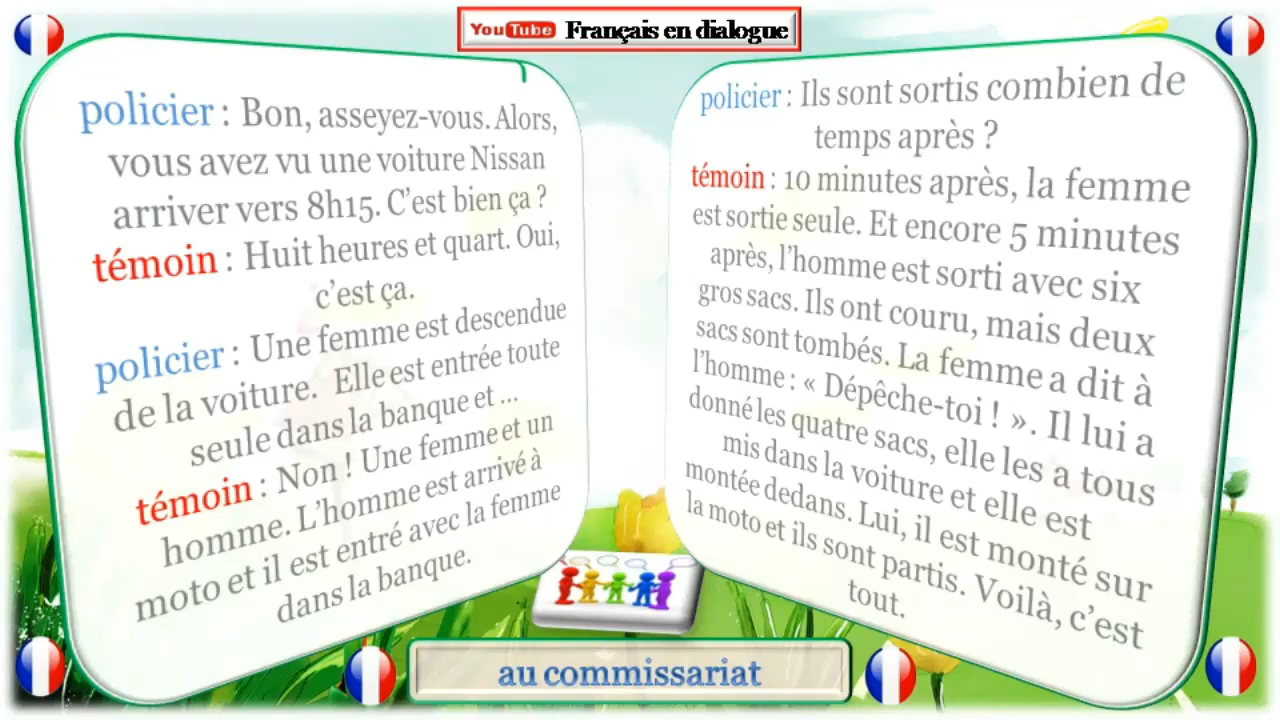 YouTube Français en dialogue
policier : Bon, asseyez-vous. Alors,
vous avez vu une voiture Nissan
arriver vers 8h15. C'est bien ça ?
témoin : Huit heures et quart. Oui,
c'est ça.
policier : Une femme est descendue
de la voiture. Elle est entrée toute
seule dans la banque et ...
témoin : Non ! Une femme et un
homme. L'homme est arrivé à
moto et il est entré avec la femme
dans la banque.
policier : Ils sont sortis combien de
temps après ?
témoin : 10 minutes après, la femme
est sortie seule. Et encore 5 minutes
après, l'homme est sorti avec six
gros sacs. Ils ont couru, mais deux
sacs sont tombés. La femme a dit à
l'homme : « Dépêche-toi ! ». Il lui a
donné les quatre sacs, elle les a tous
mis dans la voiture et elle est
montée dedans. Lui, il est monté sur
la moto et ils sont partis. Voilà, c'est
tout.
au commissariat